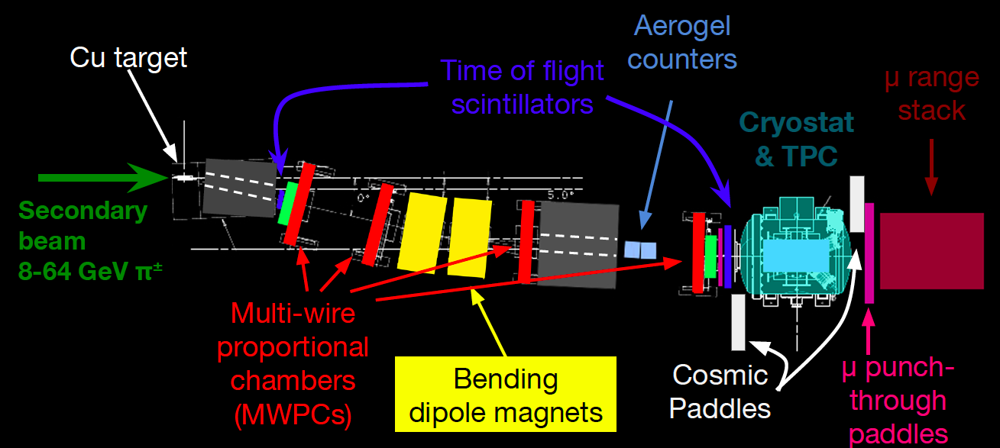 Cu target
Time of flight
scintillators
Aerogel
counters
μ range
stack
Cryostat
& TPC
Secondary
beam
8-64 GeV π±
0°
5.0°
Multi-wire
proportional
chambers
(MWPCs)
Bending
dipole magnets
Cosmic
Paddles
μ punch-
through
paddles